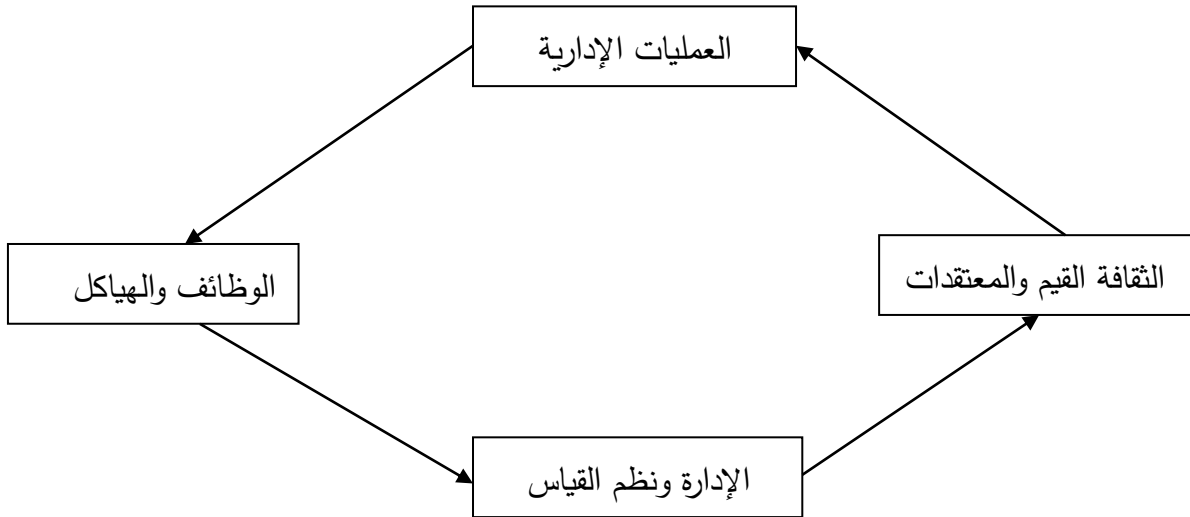 العمليات الإدارية
الثقافة القيم والمعتقدات
الوظائف والهياكل
الإدارة ونظم القياس